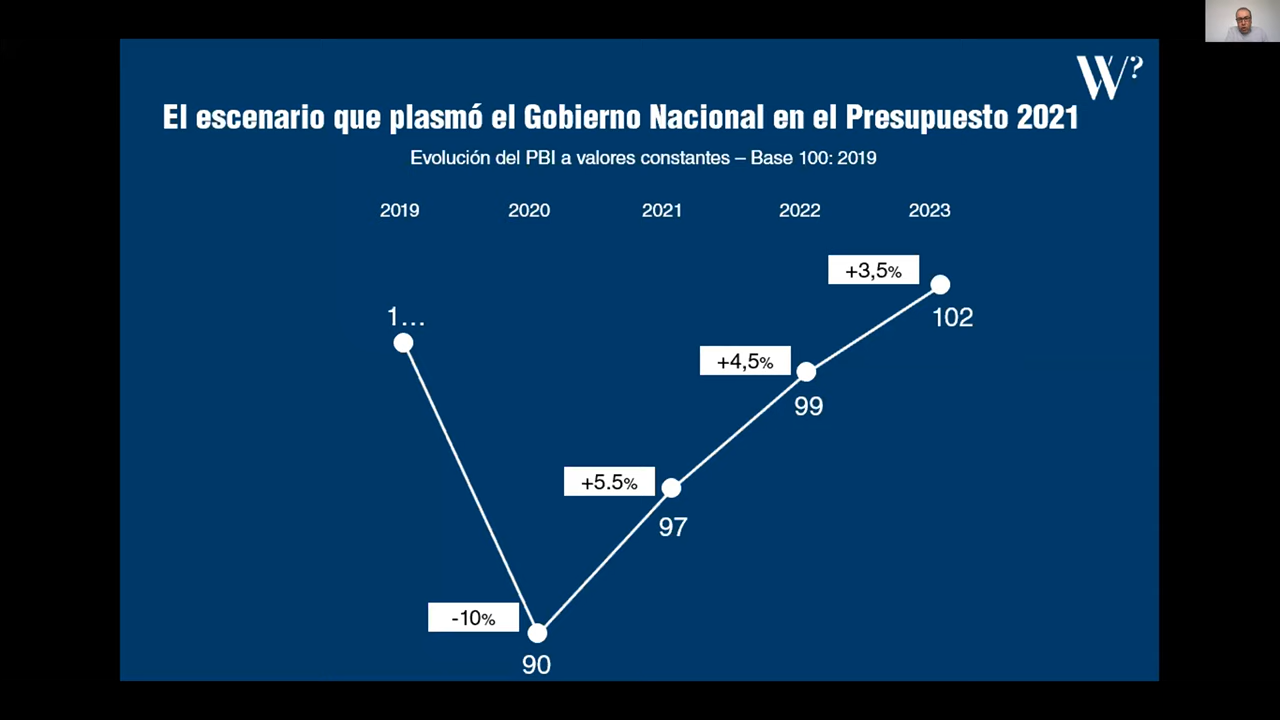 W?
El escenario que plasmó el Gobierno Nacional en el Presupuesto 2021
Evolución del PBI a valores constantes – Base 100: 2019
2019 2020 2021 2022 2023
+3,5%
102
1...
+4,5%
99
+5.5%
97
-10%
90